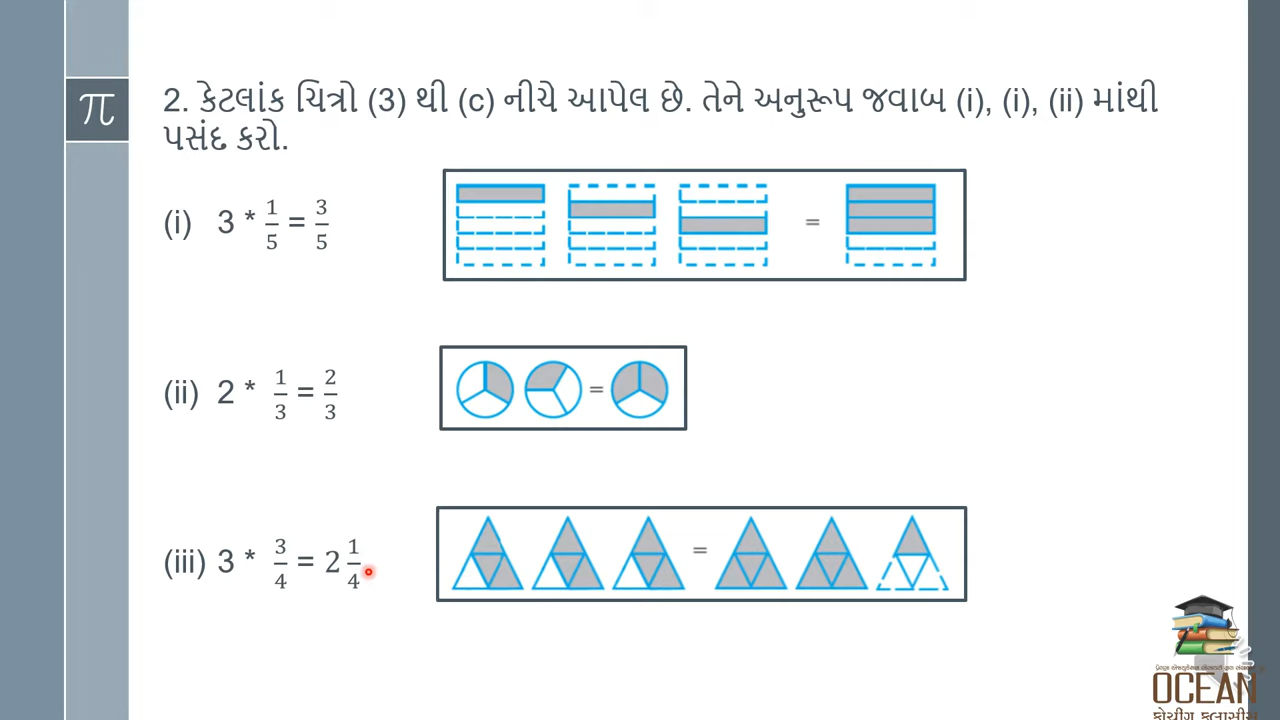 π
2. કેટલાંક ચિત્રો (3) થી (c) નીચે આપેલ છે. તેને અનુરૂપ જવાબ (i), (i), (ii) માંથી
પસંદ કરો.
(i) 3 * 1/5 = 3/5
=
(ii) 2 * 1/3 = 2/3
=
(iii) 3 * 3/4 = 2 1/4
=
OCEAN
કોચીંગ ક્લાસીસ